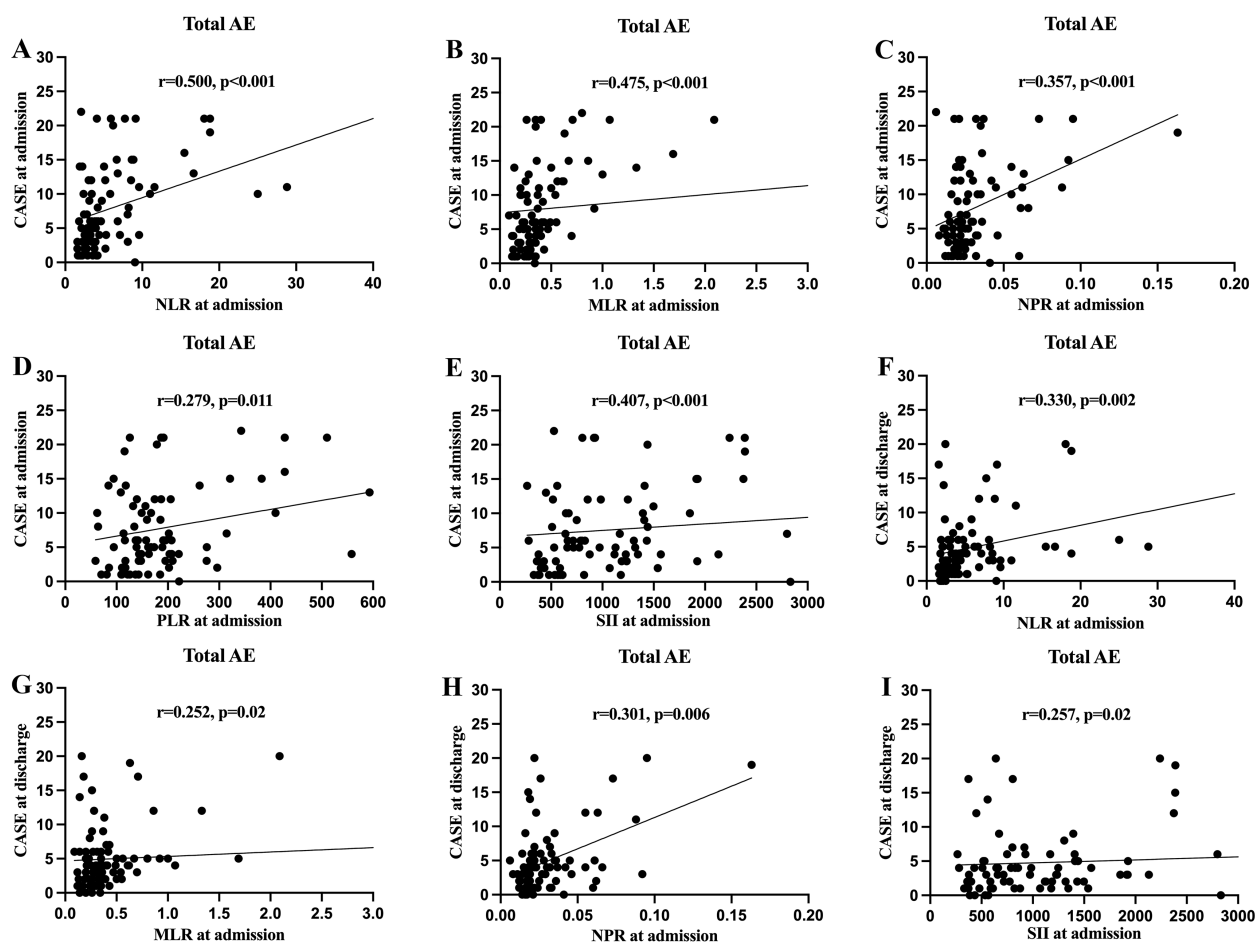 Total AE
A
r=0.500, p<0.001
CASE at admission
30
25
20
15
10
5
0
0 10 20 30 40
NLR at admission
Total AE
B
r=0.475, p<0.001
CASE at admission
30
25
20
15
10
5
0
0.0 0.5 1.0 1.5 2.0 2.5 3.0
MLR at admission
Total AE
C
r=0.357, p<0.001
CASE at admission
30
25
20
15
10
5
0
0.00 0.05 0.10 0.15 0.20
NPR at admission
Total AE
D
r=0.279, p=0.011
CASE at admission
30
25
20
15
10
5
0
0 100 200 300 400 500 600
PLR at admission
Total AE
E
r=0.407, p<0.001
CASE at admission
30
25
20
15
10
5
0
0 500 1000 1500 2000 2500 3000
SII at admission
Total AE
F
r=0.330, p=0.002
CASE at discharge
30
25
20
15
10
5
0
0 10 20 30 40
NLR at admission
Total AE
G
r=0.252, p=0.02
CASE at discharge
30
25
20
15
10
5
0
0.0 0.5 1.0 1.5 2.0 2.5 3.0
MLR at admission
Total AE
H
r=0.301, p=0.006
CASE at discharge
30
25
20
15
10
5
0
0.00 0.05 0.10 0.15 0.20
NPR at admission
Total AE
I
r=0.257, p=0.02
CASE at discharge
30
25
20
15
10
5
0
0 500 1000 1500 2000 2500 3000
SII at admission